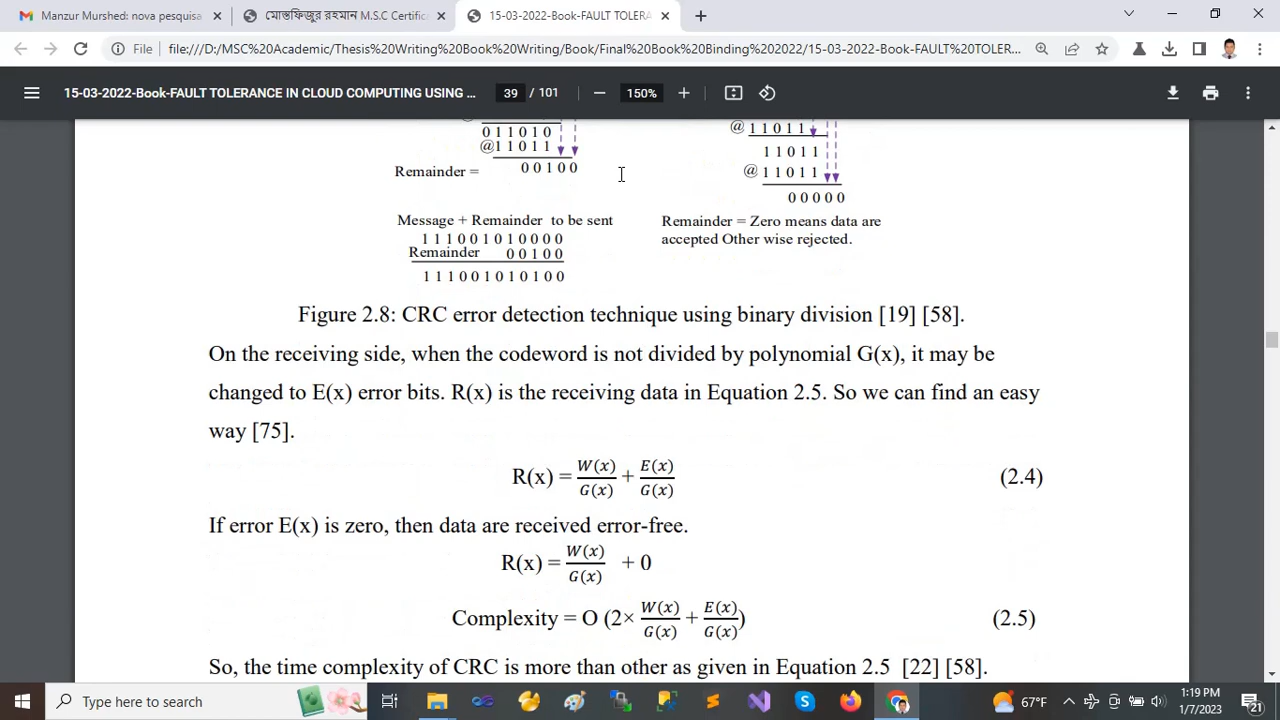 Manzur Murshed: nova pesquisa
মোস্তফিজুর রহমান M.S.C Certific
15-03-2022-Book-FAULT TOLERA
File
file:///D:/MSC%20Academic/Thesis%20Writing%20Book%20Writing/Book/Final%20Book%20Binding%202022/15-03-2022-Book-FAULT%20TOLER...
15-03-2022-Book-FAULT TOLERANCE IN CLOUD COMPUTING USING ...
39 / 101
150%
0 1 1 0 1 0
@1 1 0 1 1
Remainder = 0 0 1 0 0
Message + Remainder to be sent
1 1 1 0 0 1 0 1 0 0 0 0
Remainder 0 0 1 0 0
1 1 1 0 0 1 0 1 0 1 0 0
@ 1 1 0 1 1
1 1 0 1 1
@ 1 1 0 1 1
0 0 0 0 0
Remainder = Zero means data are
accepted Other wise rejected.
Figure 2.8: CRC error detection technique using binary division [19] [58].
On the receiving side, when the codeword is not divided by polynomial G(x), it may be
changed to E(x) error bits. R(x) is the receiving data in Equation 2.5. So we can find an easy
way [75].
R(x) = W(x)/G(x) + E(x)/G(x) (2.4)
If error E(x) is zero, then data are received error-free.
R(x) = W(x)/G(x) + 0
Complexity = O (2× W(x)/G(x) + E(x)/G(x)) (2.5)
So, the time complexity of CRC is more than other as given in Equation 2.5 [22] [58].
Type here to search
67°F
1:19 PM
1/7/2023
21